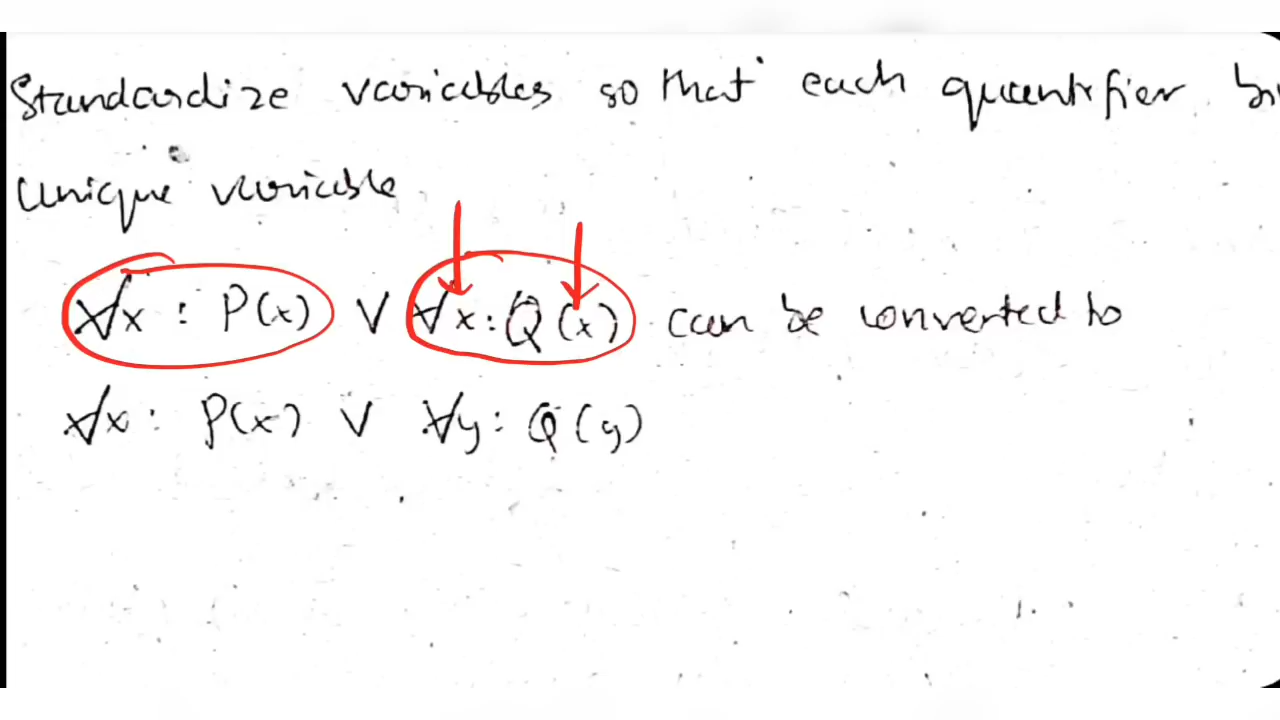 Standardize variables so that each quantifier
unique variable
∀x : P(x) V ∀x : Q(x) can be converted to
∀x : P(x) V ∀y : Q(y)